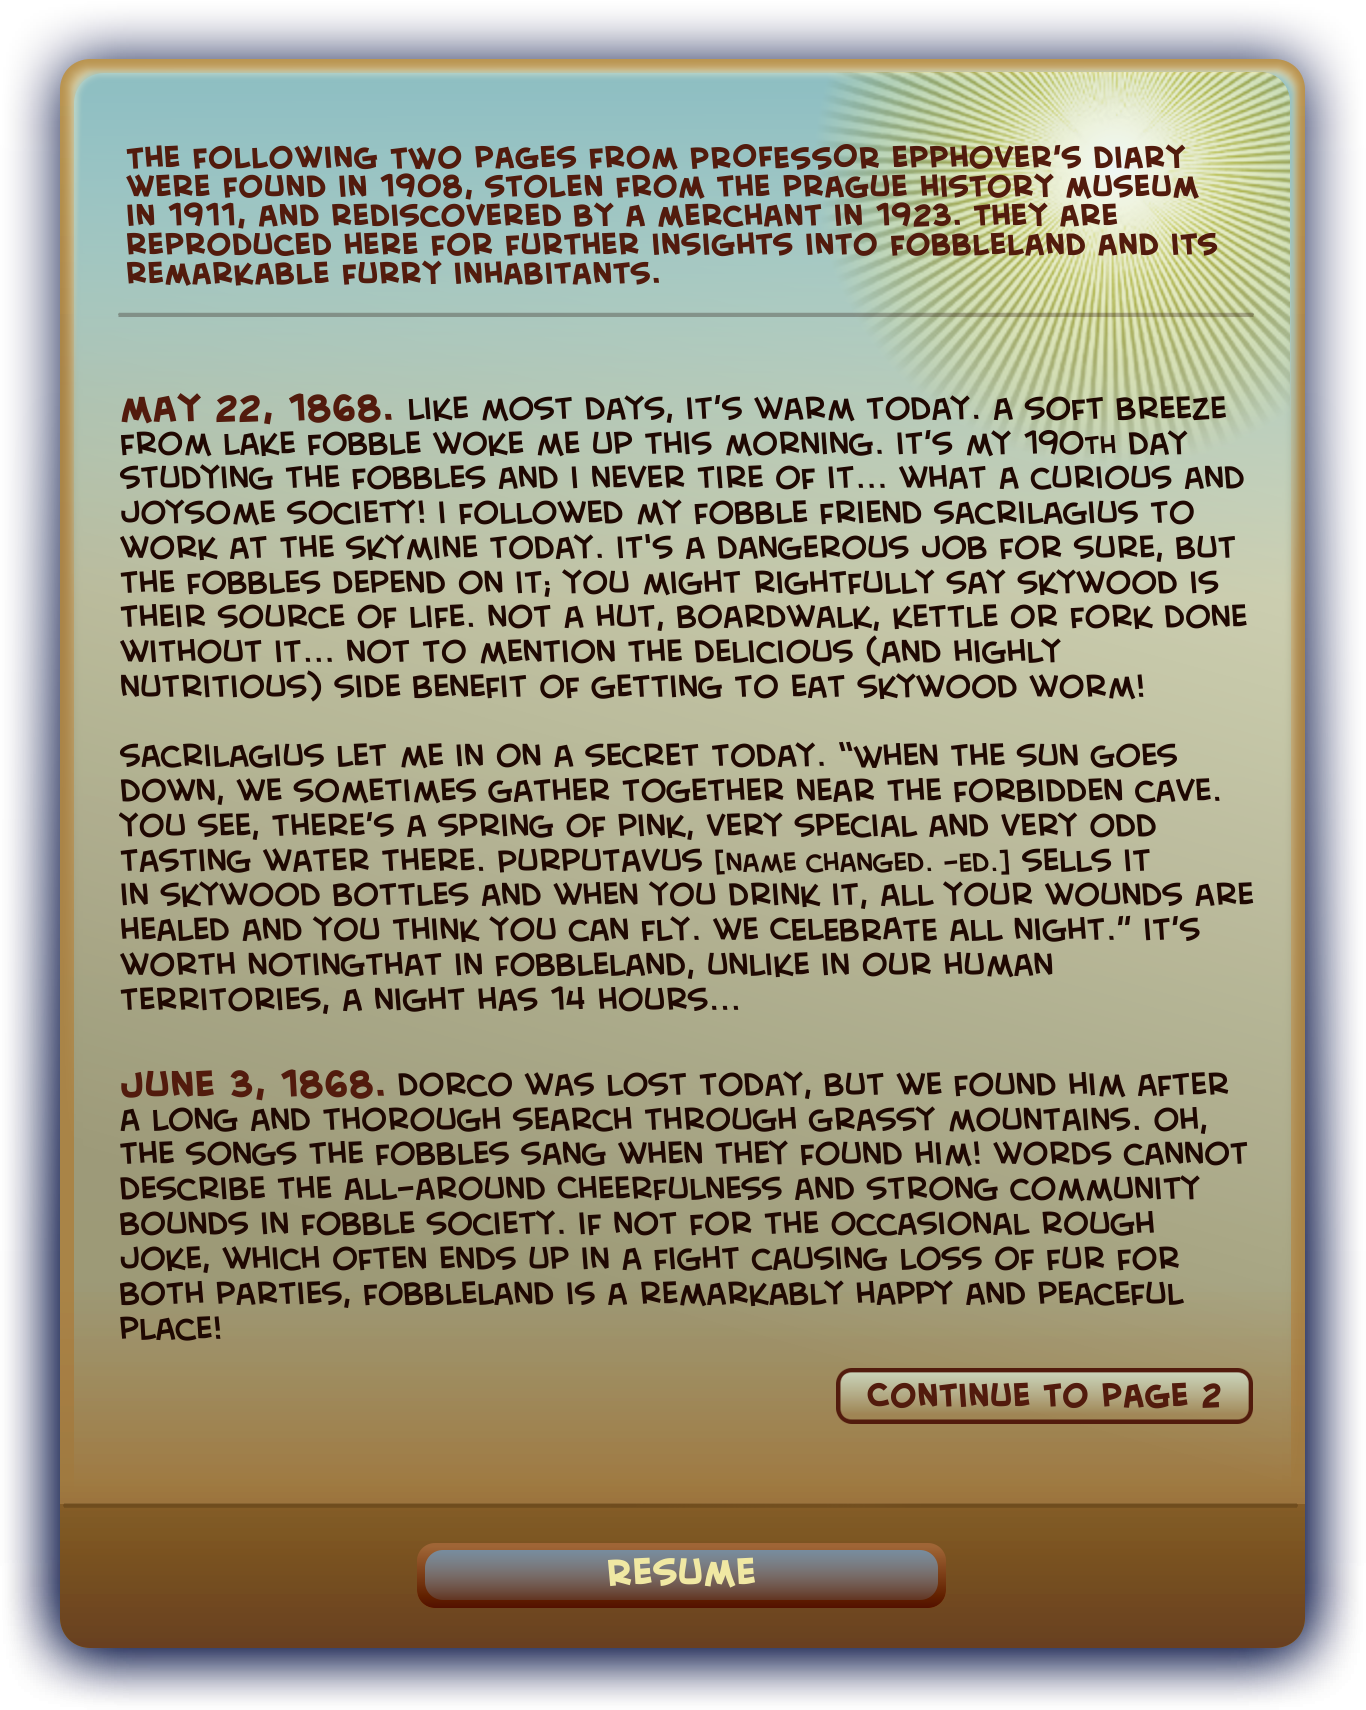 THE FOLLOWING TWO PAGES FROM PROFESSOR EPPHOVER'S DIARY
WERE FOUND IN 1908, STOLEN FROM THE PRAGUE HISTORY MUSEUM
IN 1911, AND REDISCOVERED BY A MERCHANT IN 1923. THEY ARE
REPRODUCED HERE FOR FURTHER INSIGHTS INTO FOBBLELAND AND ITS
REMARKABLE FURRY INHABITANTS.
MAY 22, 1868. LIKE MOST DAYS, IT'S WARM TODAY. A SOFT BREEZE
FROM LAKE FOBBLE WOKE ME UP THIS MORNING. IT'S MY 190TH DAY
STUDYING THE FOBBLES AND I NEVER TIRE OF IT... WHAT A CURIOUS AND
JOYSOME SOCIETY! I FOLLOWED MY FOBBLE FRIEND SACRILAGIUS TO
WORK AT THE SKYMINE TODAY. IT'S A DANGEROUS JOB FOR SURE, BUT
THE FOBBLES DEPEND ON IT; YOU MIGHT RIGHTFULLY SAY SKYWOOD IS
THEIR SOURCE OF LIFE. NOT A HUT, BOARDWALK, KETTLE OR FORK DONE
WITHOUT IT... NOT TO MENTION THE DELICIOUS (AND HIGHLY
NUTRITIOUS) SIDE BENEFIT OF GETTING TO EAT SKYWOOD WORM!
SACRILAGIUS LET ME IN ON A SECRET TODAY. "WHEN THE SUN GOES
DOWN, WE SOMETIMES GATHER TOGETHER NEAR THE FORBIDDEN CAVE.
YOU SEE, THERE'S A SPRING OF PINK, VERY SPECIAL AND VERY ODD
TASTING WATER THERE. PURPUTAVUS [NAME CHANGED. -ED.] SELLS IT
IN SKYWOOD BOTTLES AND WHEN YOU DRINK IT, ALL YOUR WOUNDS ARE
HEALED AND YOU THINK YOU CAN FLY. WE CELEBRATE ALL NIGHT." IT'S
WORTH NOTINGTHAT IN FOBBLELAND, UNLIKE IN OUR HUMAN
TERRITORIES, A NIGHT HAS 14 HOURS...
JUNE 3, 1868. DORCO WAS LOST TODAY, BUT WE FOUND HIM AFTER
A LONG AND THOROUGH SEARCH THROUGH GRASSY MOUNTAINS. OH,
THE SONGS THE FOBBLES SANG WHEN THEY FOUND HIM! WORDS CANNOT
DESCRIBE THE ALL-AROUND CHEERFULNESS AND STRONG COMMUNITY
BOUNDS IN FOBBLE SOCIETY. IF NOT FOR THE OCCASIONAL ROUGH
JOKE, WHICH OFTEN ENDS UP IN A FIGHT CAUSING LOSS OF FUR FOR
BOTH PARTIES, FOBBLELAND IS A REMARKABLY HAPPY AND PEACEFUL
PLACE!
CONTINUE TO PAGE 2
RESUME